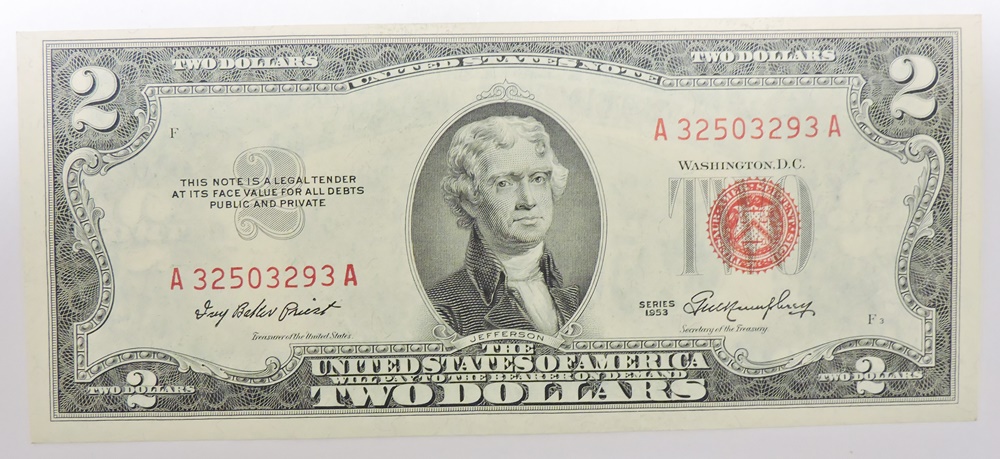 TWO DOLLARS
TWO DOLLARS
2
UNITED STATES NOTE
2
F
A 32503293 A
WASHINGTON, D.C.
2
THIS NOTE IS A LEGAL TENDER
AT ITS FACE VALUE FOR ALL DEBTS
PUBLIC AND PRIVATE
TWO
A 32503293 A
Ivy Baker Priest
Treasurer of the United States.
SERIES
1953
G.M. Humphrey
Secretary of the Treasury.
F 3
JEFFERSON
THE
UNITED STATES OF AMERICA
WILL PAY TO THE BEARER ON DEMAND
TWO DOLLARS
TWO DOLLARS
2
TWO DOLLARS
2